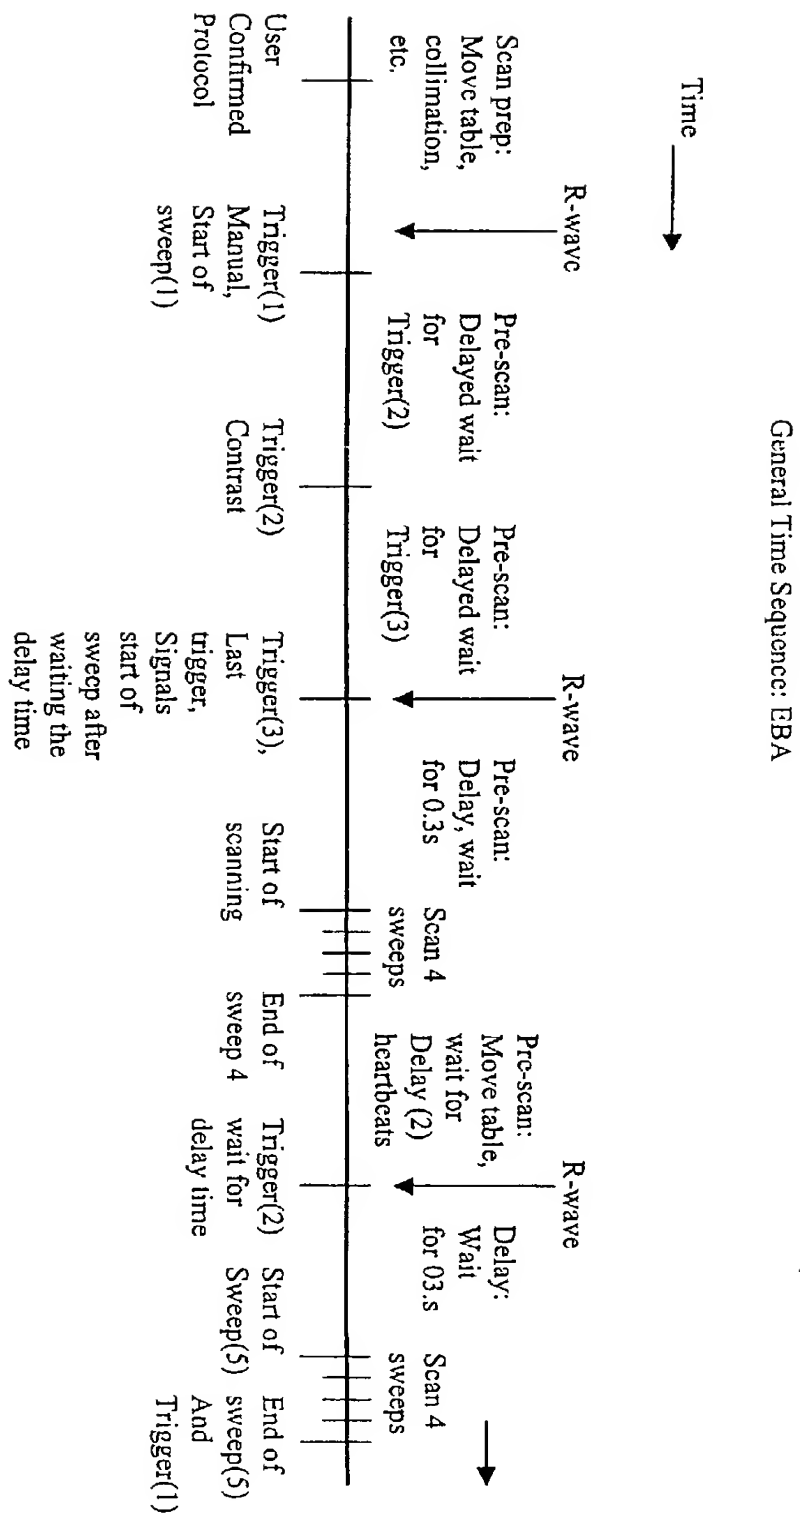 General Time Sequence: EBA
Time
R-wave
R-wave
R-wave
Scan prep:
Move table,
collimation,
etc.
Pre-scan:
Delayed wait
for
Trigger(2)
Pre-scan:
Delayed wait
for
Trigger(3)
Pre-scan:
Delay, wait
for 0.3s
Scan 4
sweeps
Pre-scan:
Move table,
wait for
Delay (2)
heartbeats
Delay:
Wait
for 03.s
Scan 4
sweeps
User
Confirmed
Protocol
Trigger(1)
Manual,
Start of
sweep(1)
Trigger(2)
Contrast
Trigger(3),
Last
trigger,
Signals
start of
sweep after
waiting the
delay time
Start of
scanning
End of
sweep 4
Trigger(2)
wait for
delay time
Start of
Sweep(5)
End of
sweep(5)
And
Trigger(1)